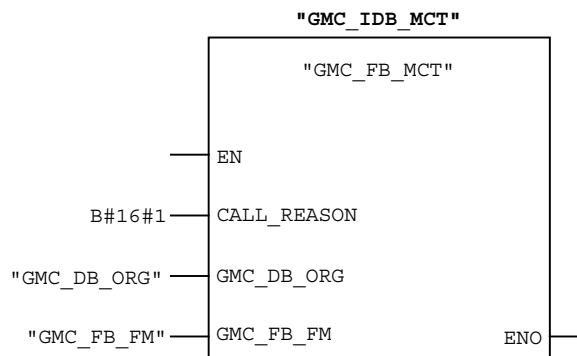 "GMC_IDB_MCT"
"GMC_FB_MCT"
EN
B#16#1 CALL_REASON
"GMC_DB_ORG" GMC_DB_ORG
"GMC_FB_FM" GMC_FB_FM ENO